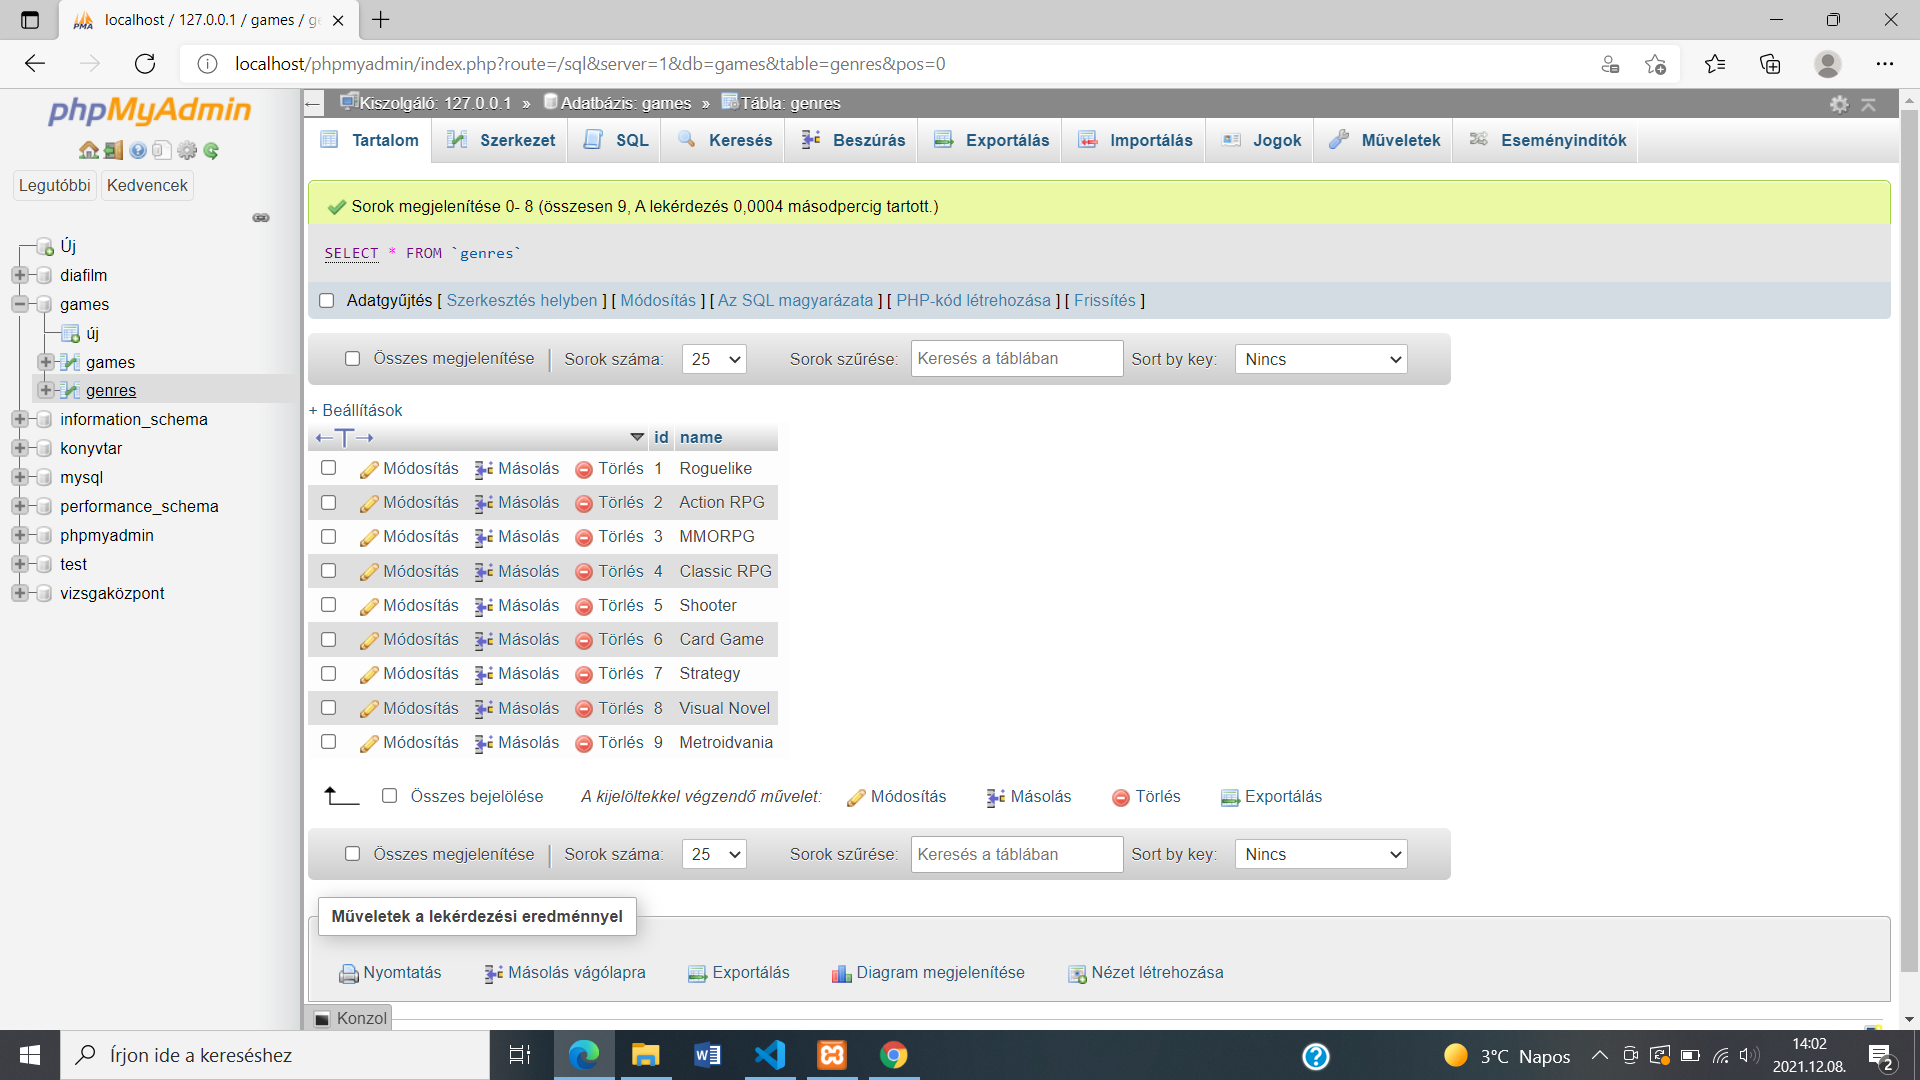 localhost / 127.0.0.1 / games / ge
localhost/phpmyadmin/index.php?route=/sql&server=1&db=games&table=genres&pos=0
phpMyAdmin
Legutóbbi Kedvencek
Új
diafilm
games
új
games
genres
information_schema
konyvtar
mysql
performance_schema
phpmyadmin
test
vizsgaközpont
Kiszolgáló: 127.0.0.1 » Adatbázis: games » Tábla: genres
Tartalom Szerkezet SQL Keresés Beszúrás Exportálás Importálás Jogok Műveletek Eseményindítók
Sorok megjelenítése 0- 8 (összesen 9, A lekérdezés 0,0004 másodpercig tartott.)
SELECT * FROM `genres`
Adatgyűjtés [ Szerkesztés helyben ] [ Módosítás ] [ Az SQL magyarázata ] [ PHP-kód létrehozása ] [ Frissítés ]
Összes megjelenítése Sorok száma: 25 Sorok szűrése: Keresés a táblában Sort by key: Nincs
+ Beállítások
←T→ id name
Módosítás Másolás Törlés 1 Roguelike
Módosítás Másolás Törlés 2 Action RPG
Módosítás Másolás Törlés 3 MMORPG
Módosítás Másolás Törlés 4 Classic RPG
Módosítás Másolás Törlés 5 Shooter
Módosítás Másolás Törlés 6 Card Game
Módosítás Másolás Törlés 7 Strategy
Módosítás Másolás Törlés 8 Visual Novel
Módosítás Másolás Törlés 9 Metroidvania
Összes bejelölése A kijelöltekkel végzendő művelet: Módosítás Másolás Törlés Exportálás
Összes megjelenítése Sorok száma: 25 Sorok szűrése: Keresés a táblában Sort by key: Nincs
Műveletek a lekérdezési eredménnyel
Nyomtatás Másolás vágólapra Exportálás Diagram megjelenítése Nézet létrehozása
Konzol
Írjon ide a kereséshez
3°C Napos
14:02
2021.12.08.
2